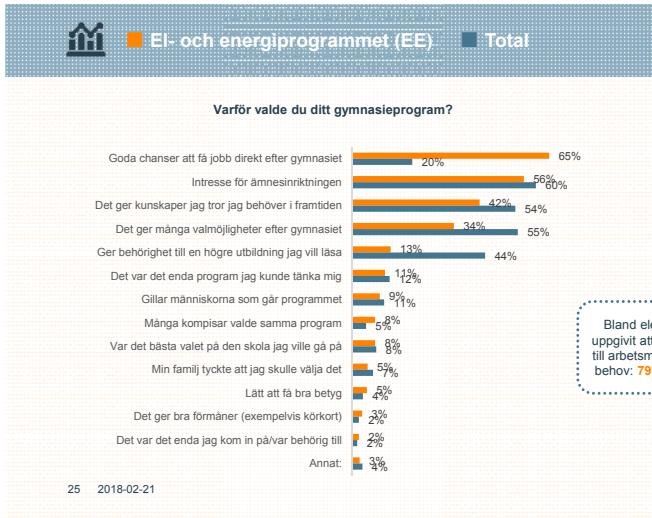 El- och energiprogrammet (EE) Total
Varför valde du ditt gymnasieprogram?
Goda chanser att få jobb direkt efter gymnasiet 65% 20%
Intresse för ämnesinriktningen 56% 60%
Det ger kunskaper jag tror jag behöver i framtiden 42% 54%
Det ger många valmöjligheter efter gymnasiet 34% 55%
Ger behörighet till en högre utbildning jag vill läsa 13% 44%
Det var det enda program jag kunde tänka mig 11% 12%
Gillar människorna som går programmet 9% 11%
Många kompisar valde samma program 8% 5%
Var det bästa valet på den skola jag ville gå på 8% 8%
Min familj tyckte att jag skulle välja det 5% 7%
Lätt att få bra betyg 5% 4%
Det ger bra förmåner (exempelvis körkort) 3% 2%
Det var det enda jag kom in på/var behörig till 2% 2%
Annat: 3% 4%
Bland
uppgivit
till
behov:
25 2018-02-21